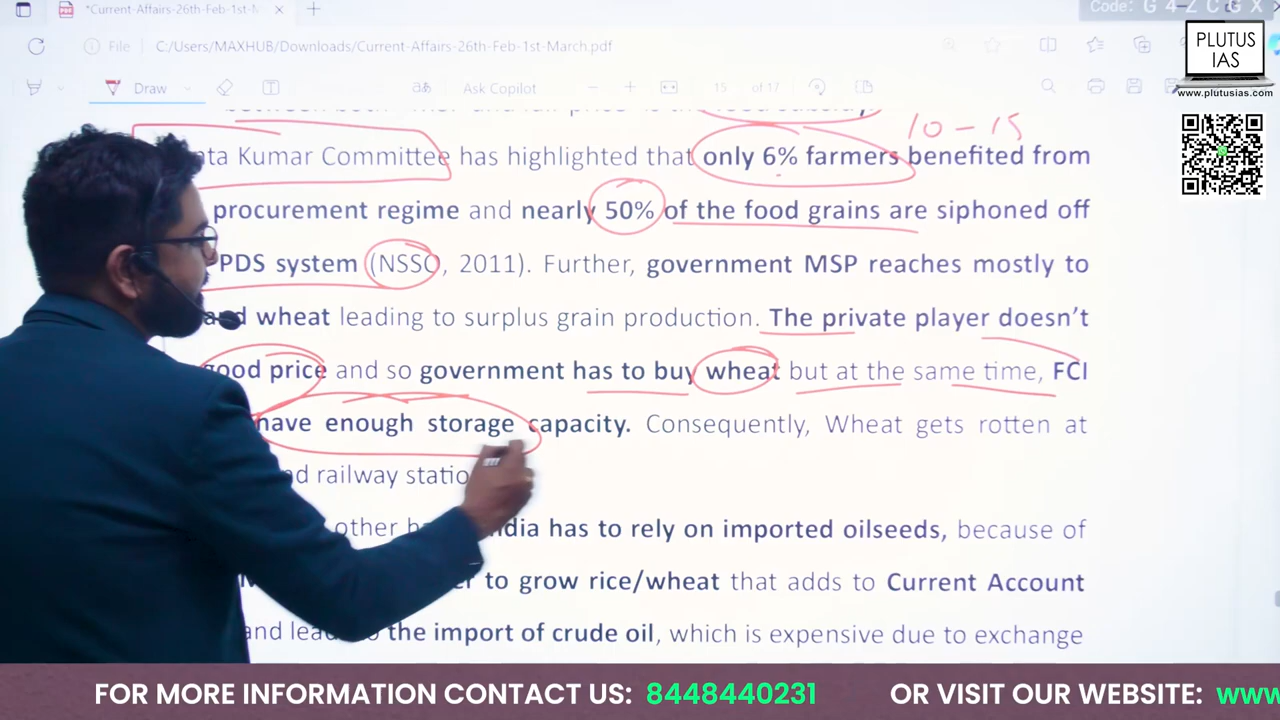 *Current-Affairs-26th-Feb-1st-M
Code: G 4 Z C G X
File C:/Users/MAXHUB/Downloads/Current-Affairs-26th-Feb-1st-March.pdf
PLUTUS
IAS
www.plutusias.com
Draw
Ask Copilot
15 of 17
10 - 15
Kumar Committee has highlighted that only 6% farmers benefited from
procurement regime and nearly 50% of the food grains are siphoned off
PDS system (NSSO, 2011). Further, government MSP reaches mostly to
and wheat leading to surplus grain production. The private player doesn't
good price and so government has to buy wheat but at the same time, FCI
have enough storage capacity. Consequently, Wheat gets rotten at
railway
other has to rely on imported oilseeds, because of
to grow rice/wheat that adds to Current Account
and the import of crude oil, which is expensive due to exchange
FOR MORE INFORMATION CONTACT US: 8448440231 OR VISIT OUR WEBSITE: www